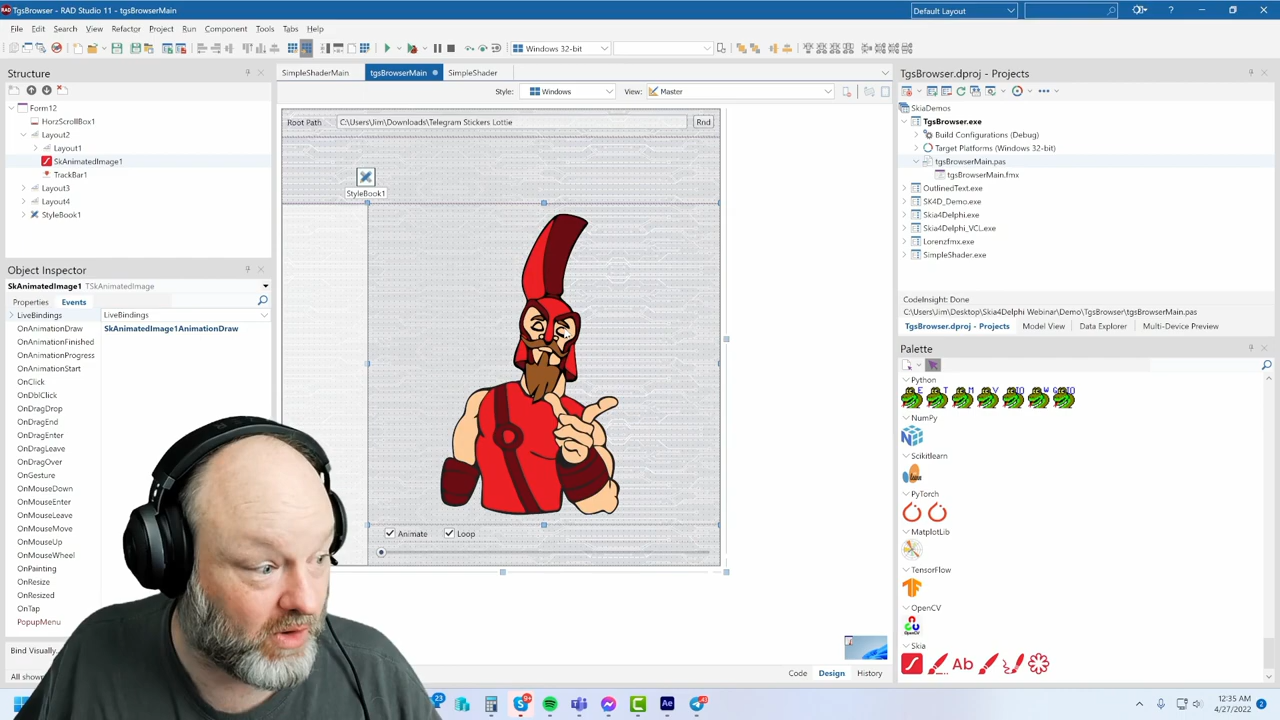 TgsBrowser - RAD Studio 11 - tgsBrowserMain
Default Layout
File Edit Search View Refactor Project Run Component Tools Tabs Help
Windows 32-bit
Structure
Form12
HorzScrollBox1
Layout2
Layout1
SkAnimatedImage1
TrackBar1
Layout3
Layout4
StyleBook1
Object Inspector
SkAnimatedImage1 TSkAnimatedImage
Properties Events
LiveBindings LiveBindings
OnAnimationDraw SkAnimatedImage1AnimationDraw
OnAnimationFinished
OnAnimationProgress
OnAnimationStart
OnClick
OnDblClick
OnDragDrop
OnDragEnd
OnDragEnter
OnDragLeave
OnDragOver
OnGesture
OnMouseDown
OnMouseEnter
OnMouseLeave
OnMouseMove
OnMouseUp
OnMouseWheel
OnPainting
OnResize
OnResized
OnTap
PopupMenu
Bind Visually
All shown
SimpleShaderMain tgsBrowserMain SimpleShader
Style: Windows View: Master
Root Path C:\Users\Jim\Downloads\Telegram Stickers Lottie Rnd
StyleBook1
Animate Loop
Code Design History
TgsBrowser.dproj - Projects
SkiaDemos
TgsBrowser.exe
Build Configurations (Debug)
Target Platforms (Windows 32-bit)
tgsBrowserMain.pas
tgsBrowserMain.fmx
OutlinedText.exe
SK4D_Demo.exe
Skia4Delphi.exe
Skia4Delphi_VCL.exe
Lorenzfmx.exe
SimpleShader.exe
CodeInsight: Done
C:\Users\Jim\Desktop\Skia4Delphi Webinar\Demo\TgsBrowser\tgsBrowserMain.pas
TgsBrowser.dproj - Projects Model View Data Explorer Multi-Device Preview
Palette
Python
NumPy
Scikitlearn
PyTorch
MatplotLib
TensorFlow
OpenCV
OpenCV
Skia
Ab
23
9+
Ae
12:35 AM
4/27/2022